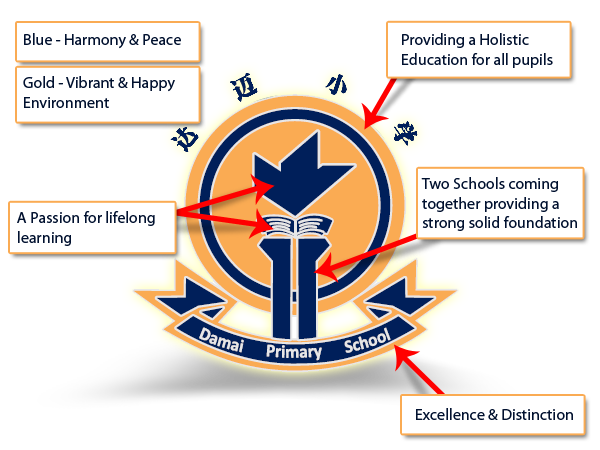 Blue - Harmony & Peace
Gold - Vibrant & Happy
Environment
Providing a Holistic
Education for all pupils
达迈小学
A Passion for lifelong
learning
Two Schools coming
together providing a
strong solid foundation
Damai Primary School
Excellence & Distinction